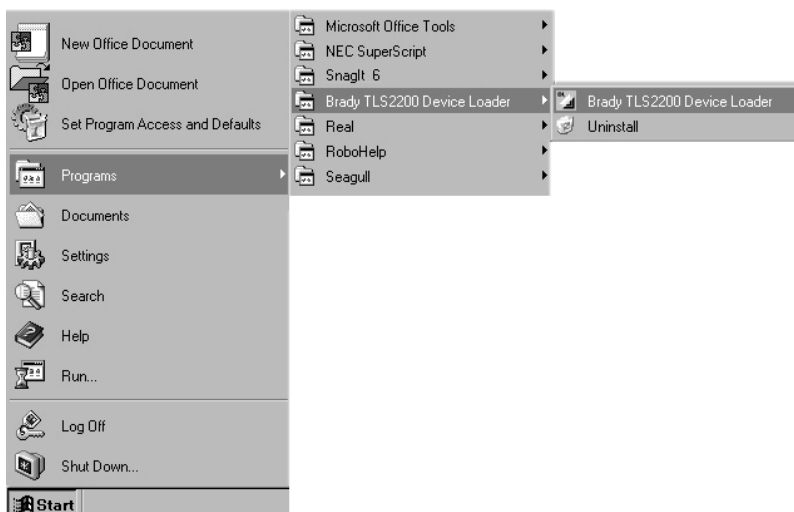 New Office Document
Open Office Document
Set Program Access and Defaults
Programs
Documents
Settings
Search
Help
Run...
Log Off
Shut Down...
Start
Microsoft Office Tools
NEC SuperScript
SnagIt 6
Brady TLS2200 Device Loader
Real
RoboHelp
Seagull
Brady TLS2200 Device Loader
Uninstall